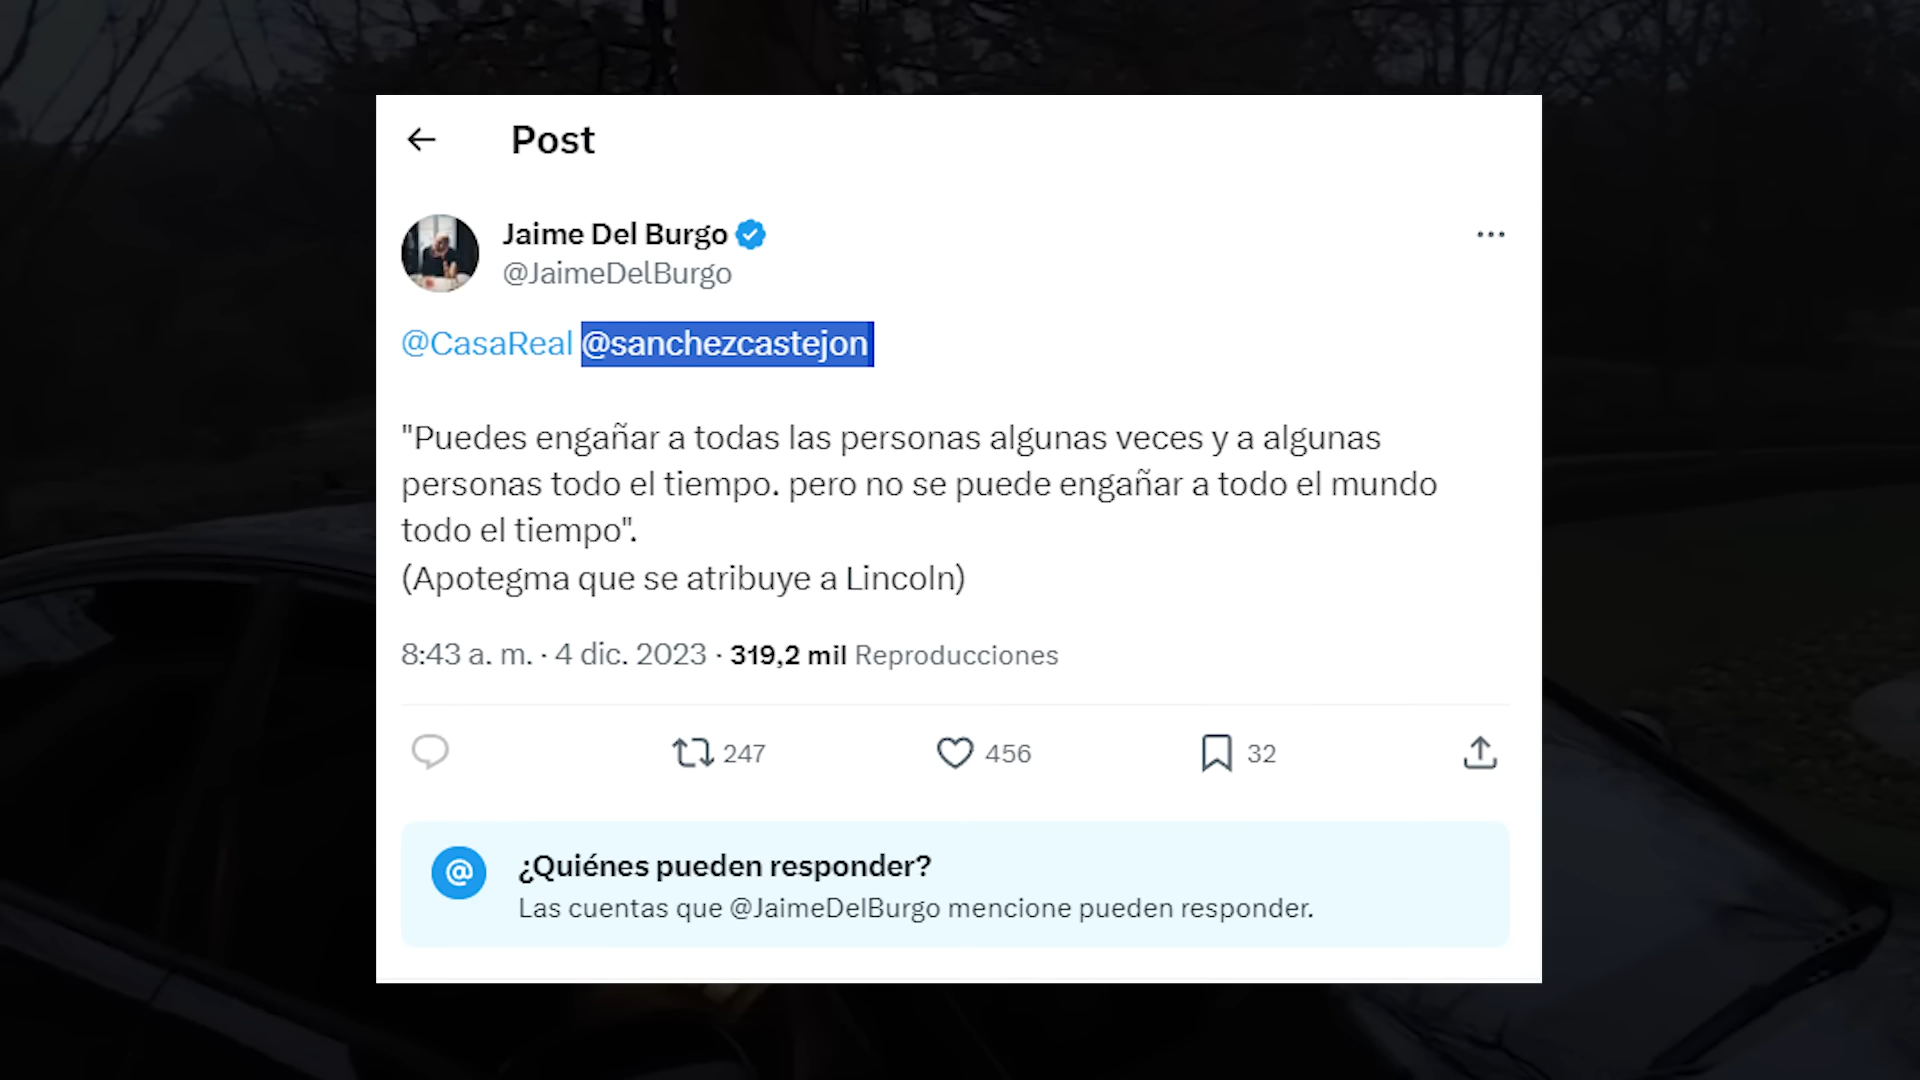 Post
Jaime Del Burgo
@JaimeDelBurgo
@CasaReal @sanchezcastejon
"Puedes engañar a todas las personas algunas veces y a algunas
personas todo el tiempo. pero no se puede engañar a todo el mundo
todo el tiempo".
(Apotegma que se atribuye a Lincoln)
8:43 a. m. · 4 dic. 2023 · 319,2 mil Reproducciones
247 456 32
@ ¿Quiénes pueden responder?
Las cuentas que @JaimeDelBurgo mencione pueden responder.